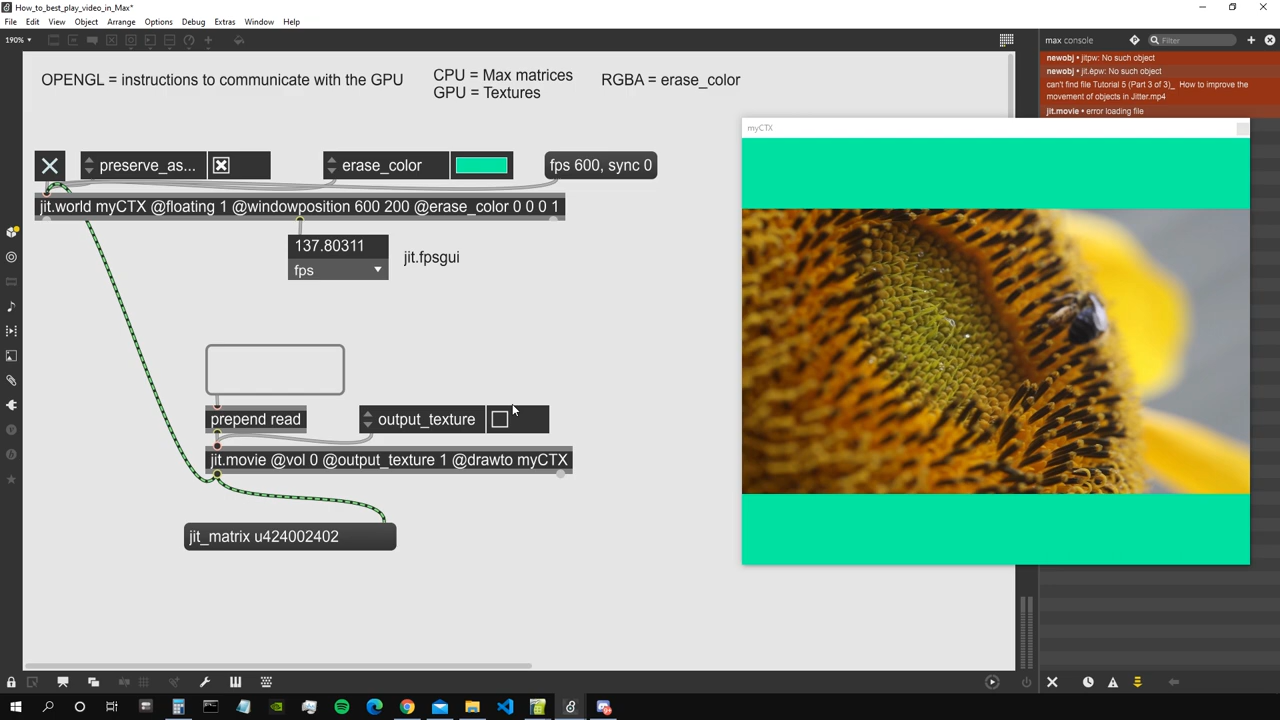 How_to_best_play_video_in_Max*
File Edit View Object Arrange Options Debug Extras Window Help
190%
max console
Filter
newobj • jitpw: No such object
newobj • jit.épw: No such object
can't find file Tutorial 5 (Part 3 of 3)_ How to improve the
movement of objects in Jitter.mp4
jit.movie • error loading file
OPENGL = instructions to communicate with the GPU
CPU = Max matrices
GPU = Textures
RGBA = erase_color
myCTX
preserve_as...
erase_color
fps 600, sync 0
jit.world myCTX @floating 1 @windowposition 600 200 @erase_color 0 0 0 1
137.80311
fps
jit.fpsgui
prepend read
output_texture
jit.movie @vol 0 @output_texture 1 @drawto myCTX
jit_matrix u424002402